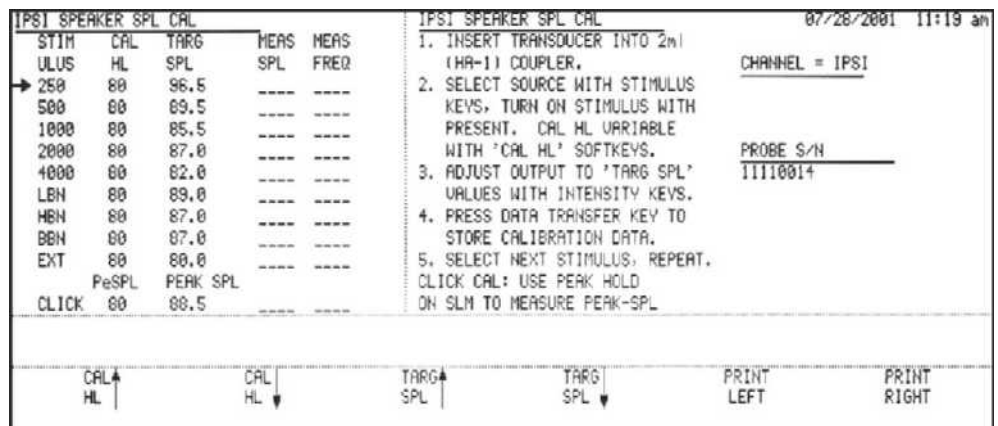 IPSI SPEAKER SPL CAL
STIM CAL TARG MEAS MEAS
ULUS HL SPL SPL FREQ
250 80 96.5 ---- ----
500 80 89.5 ---- ----
1000 80 85.5 ---- ----
2000 80 87.0 ---- ----
4000 80 82.0 ---- ----
LBN 80 89.0 ---- ----
HBN 80 87.0 ---- ----
BBN 80 87.0 ---- ----
EXT 80 80.0 ---- ----
PeSPL PEAK SPL
CLICK 80 88.5 ---- ----
IPSI SPEAKER SPL CAL 07/28/2001 11:19 am
1. INSERT TRANSDUCER INTO 2ml
(HA-1) COUPLER.
CHANNEL = IPSI
2. SELECT SOURCE WITH STIMULUS
KEYS, TURN ON STIMULUS WITH
PRESENT. CAL HL VARIABLE
WITH 'CAL HL' SOFTKEYS.
PROBE S/N
3. ADJUST OUTPUT TO 'TARG SPL'
11110014
VALUES WITH INTENSITY KEYS.
4. PRESS DATA TRANSFER KEY TO
STORE CALIBRATION DATA.
5. SELECT NEXT STIMULUS, REPEAT.
CLICK CAL: USE PEAK HOLD
ON SLM TO MEASURE PEAK-SPL
CAL CAL TARG TARG PRINT PRINT
HL HL SPL SPL LEFT RIGHT